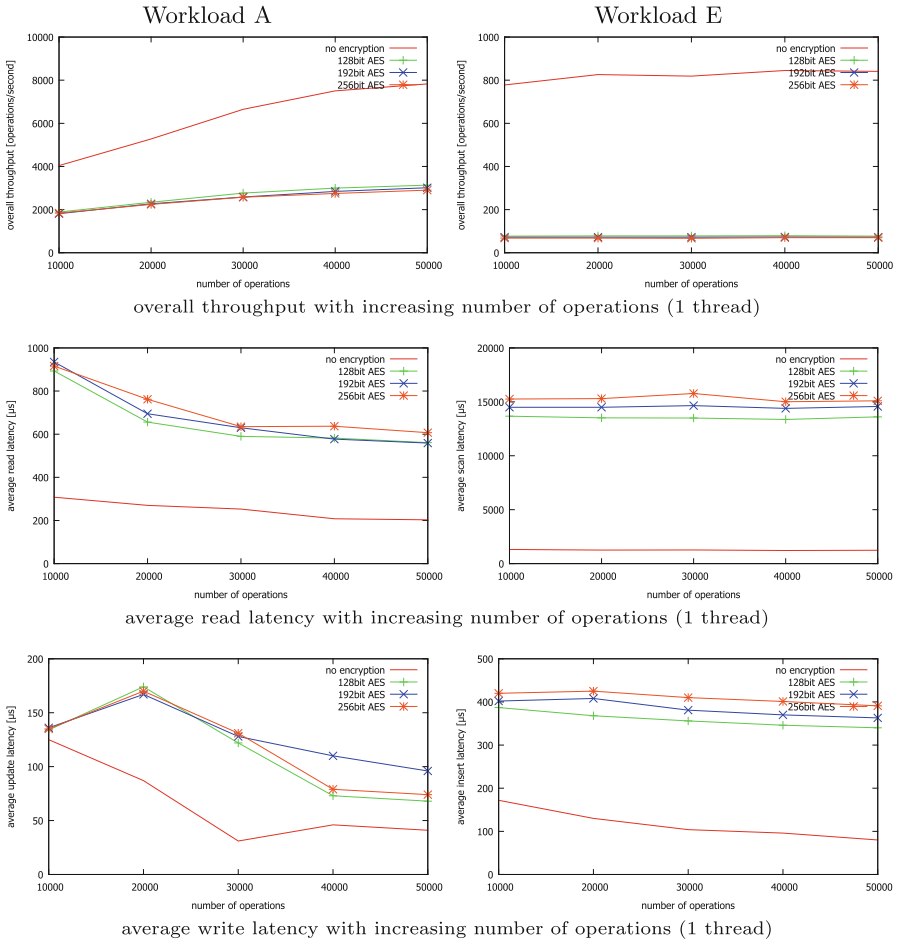 Workload A
Workload E
overall throughput [operations/second]
10000
8000
6000
4000
2000
0
no encryption
128bit AES
192bit AES
256bit AES
10000 20000 30000 40000 50000
number of operations
overall throughput [operations/second]
1000
800
600
400
200
0
no encryption
128bit AES
192bit AES
256bit AES
10000 20000 30000 40000 50000
number of operations
overall throughput with increasing number of operations (1 thread)
average read latency [µs]
1000
800
600
400
200
0
no encryption
128bit AES
192bit AES
256bit AES
10000 20000 30000 40000 50000
number of operations
average scan latency [µs]
20000
15000
10000
5000
0
no encryption
128bit AES
192bit AES
256bit AES
10000 20000 30000 40000 50000
number of operations
average read latency with increasing number of operations (1 thread)
average update latency [µs]
200
150
100
50
0
no encryption
128bit AES
192bit AES
256bit AES
10000 20000 30000 40000 50000
number of operations
average insert latency [µs]
500
400
300
200
100
0
no encryption
128bit AES
192bit AES
256bit AES
10000 20000 30000 40000 50000
number of operations
average write latency with increasing number of operations (1 thread)